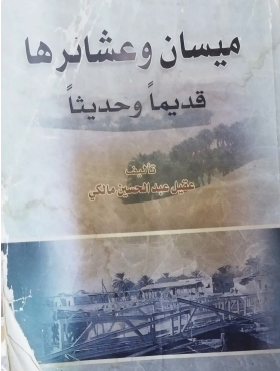 ميسان وعشائرها
قديماً وحديثاً
تأليف
عقيل عبد الحسين مالكي